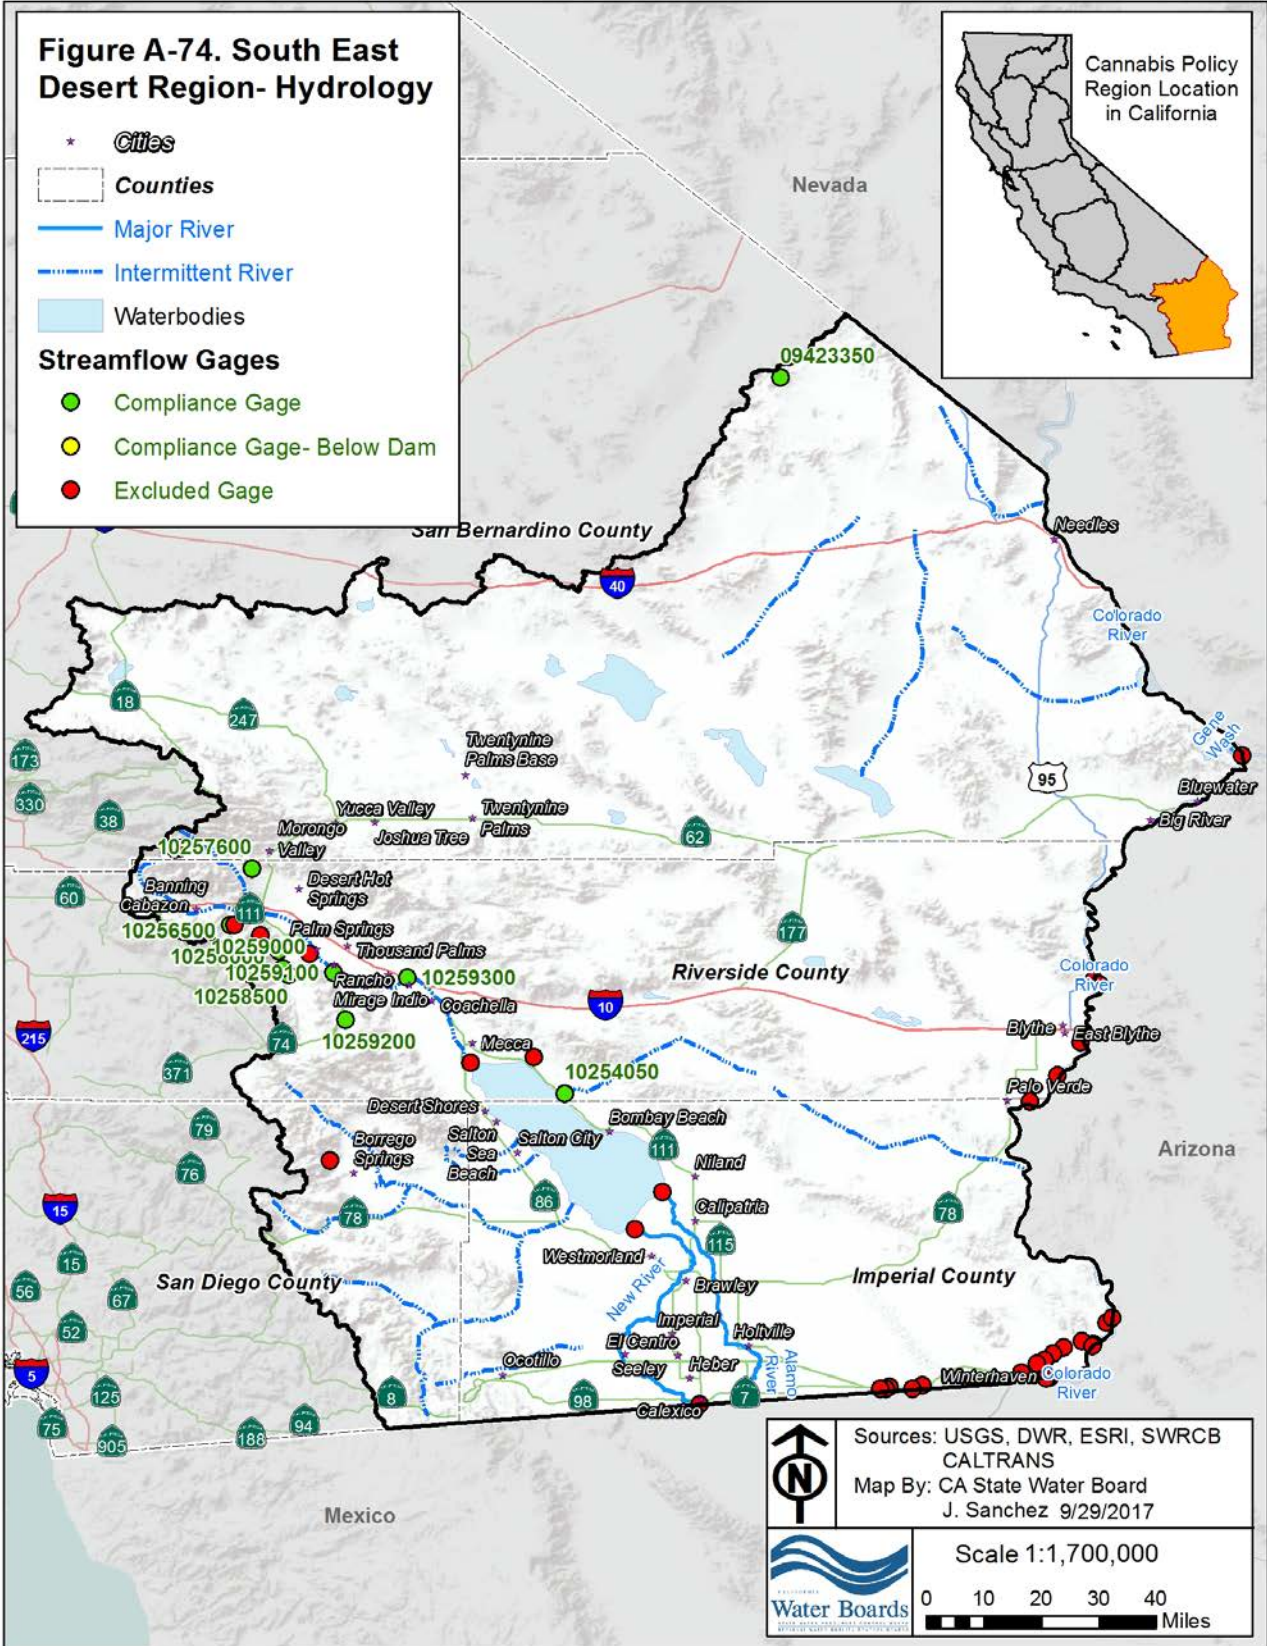 Figure A-74. South East
Desert Region- Hydrology
Cities
Counties
Major River
Intermittent River
Waterbodies
Streamflow Gages
Compliance Gage
Compliance Gage- Below Dam
Excluded Gage
Cannabis Policy
Region Location
in California
Nevada
09423350
San Bernardino County
Needles
40
Colorado
River
18
247
Gene
Wash
173
Twentynine
Palms Base
95
Bluewater
330
38
Yucca Valley
Twentynine
Palms
Joshua Tree
62
Big River
Morongo
Valley
10257600
Banning
Desert Hot
Springs
60
Cabazon
111
177
10256500
Palm Springs
10259000
Thousand Palms
10259100
Rancho
Mirage
Indio
10259300
Riverside County
Colorado
River
10258500
Coachella
10
Blythe
East Blythe
215
74
10259200
Mecca
371
10254050
Palo Verde
Desert Shores
Bombay Beach
79
Salton
Sea
Beach
Salton City
111
Arizona
Borrego
Springs
76
Niland
15
86
78
Calipatria
78
115
Westmorland
15
San Diego County
Imperial County
56
67
New River
Brawley
52
Imperial
El Centro
Holtville
5
Ocotillo
Seeley
Heber
Alamo
River
Winterhaven
Colorado
River
125
8
98
7
Calexico
75
94
188
905
Mexico
Sources: USGS, DWR, ESRI, SWRCB
CALTRANS
Map By: CA State Water Board
J. Sanchez 9/29/2017
N
CALIFORNIA
Water Boards
Scale 1:1,700,000
0 10 20 30 40
Miles